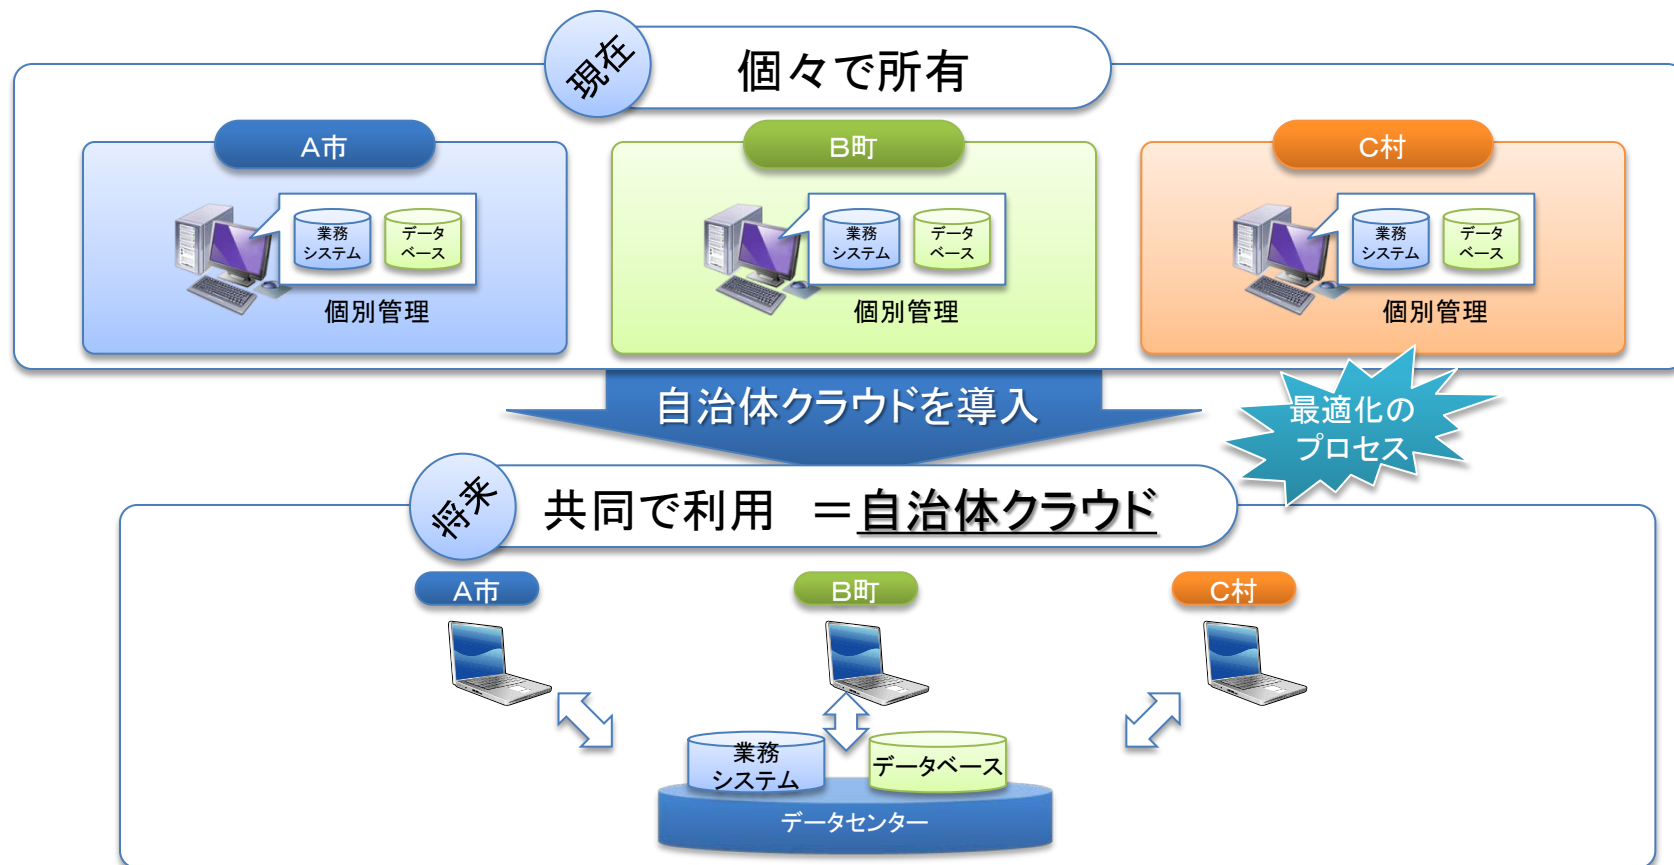 現在
個々で所有
A市
B町
C村
業務
システム
データ
ベース
個別管理
業務
システム
データ
ベース
個別管理
業務
システム
データ
ベース
個別管理
自治体クラウドを導入
最適化の
プロセス
将来
共同で利用　＝自治体クラウド
A市
B町
C村
業務
システム
データベース
データセンター